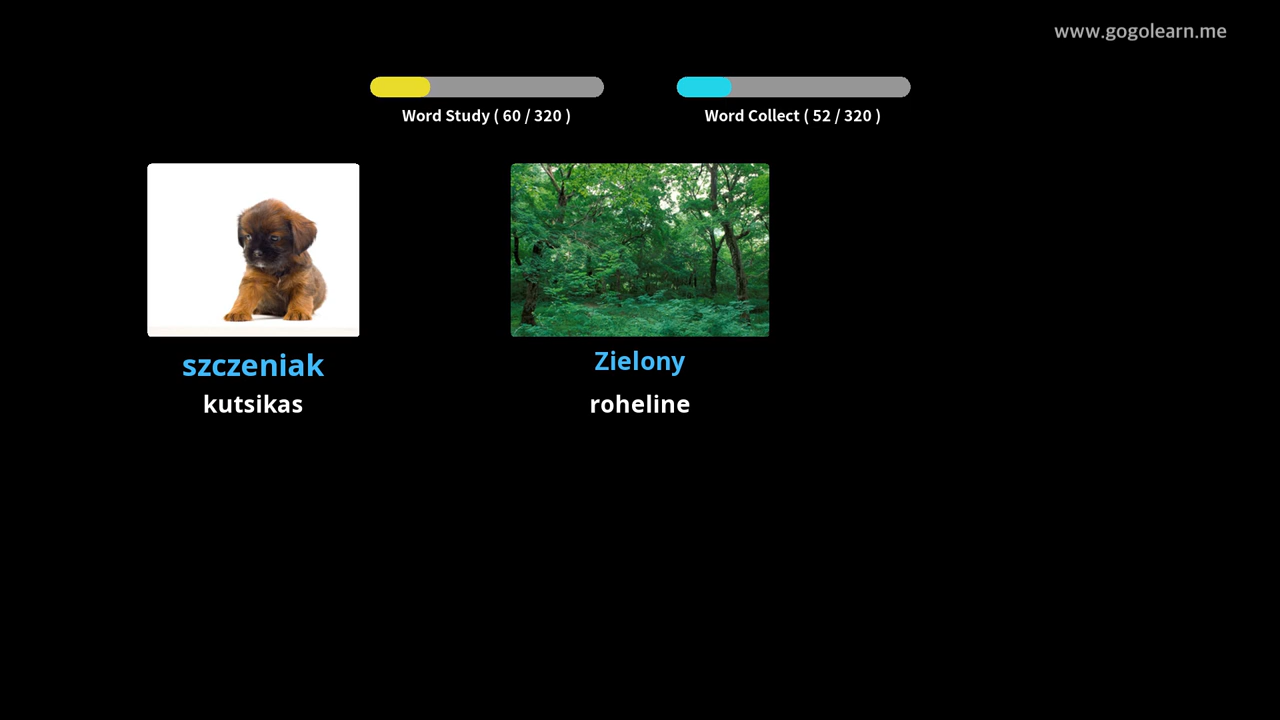 www.gogolearn.me
Word Study ( 60 / 320 )
Word Collect ( 52 / 320 )
szczeniak
kutsikas
Zielony
roheline